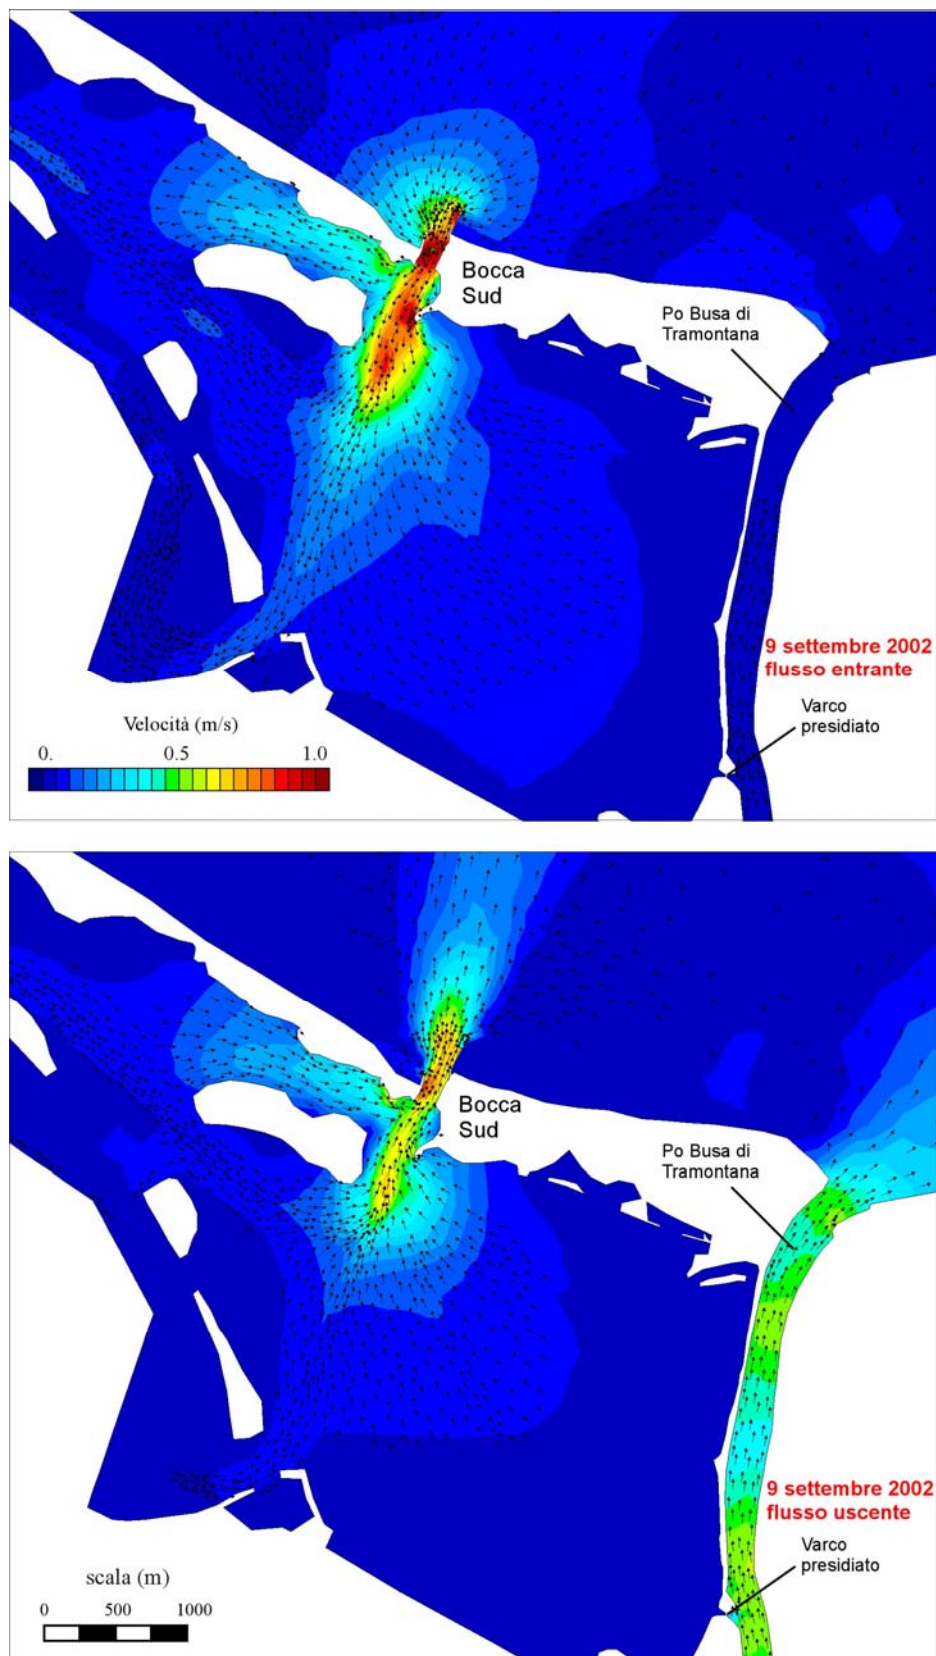 Bocca
Sud
Po Busa di
Tramontana
9 settembre 2002
flusso entrante
Varco
presidiato
Velocità (m/s)
0. 0.5 1.0
Bocca
Sud
Po Busa di
Tramontana
9 settembre 2002
flusso uscente
Varco
presidiato
scala (m)
0 500 1000